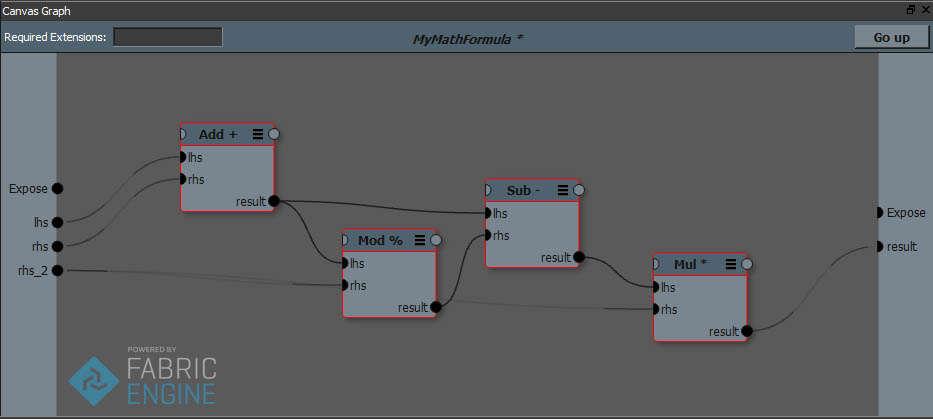 Canvas Graph
Required Extensions:
MyMathFormula *
Go up
Add +
lhs
rhs
result
Expose
lhs
rhs
rhs_2
Mod %
lhs
rhs
result
Sub -
lhs
rhs
result
Mul *
lhs
rhs
result
Expose
result
POWERED BY
FABRIC
ENGINE